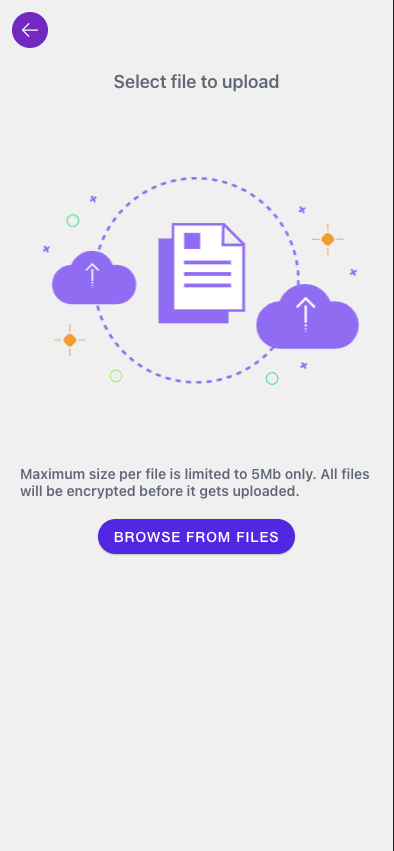 Select file to upload
Maximum size per file is limited to 5Mb only. All files
will be encrypted before it gets uploaded.
BROWSE FROM FILES